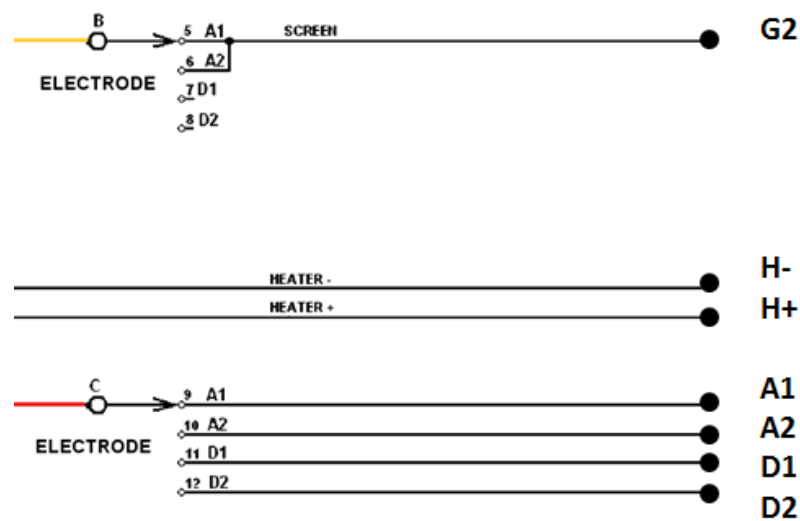 B
5 A1 SCREEN G2
6 A2
ELECTRODE
7 D1
8 D2
HEATER - H-
HEATER + H+
C
9 A1 A1
10 A2 A2
ELECTRODE
11 D1 D1
12 D2 D2